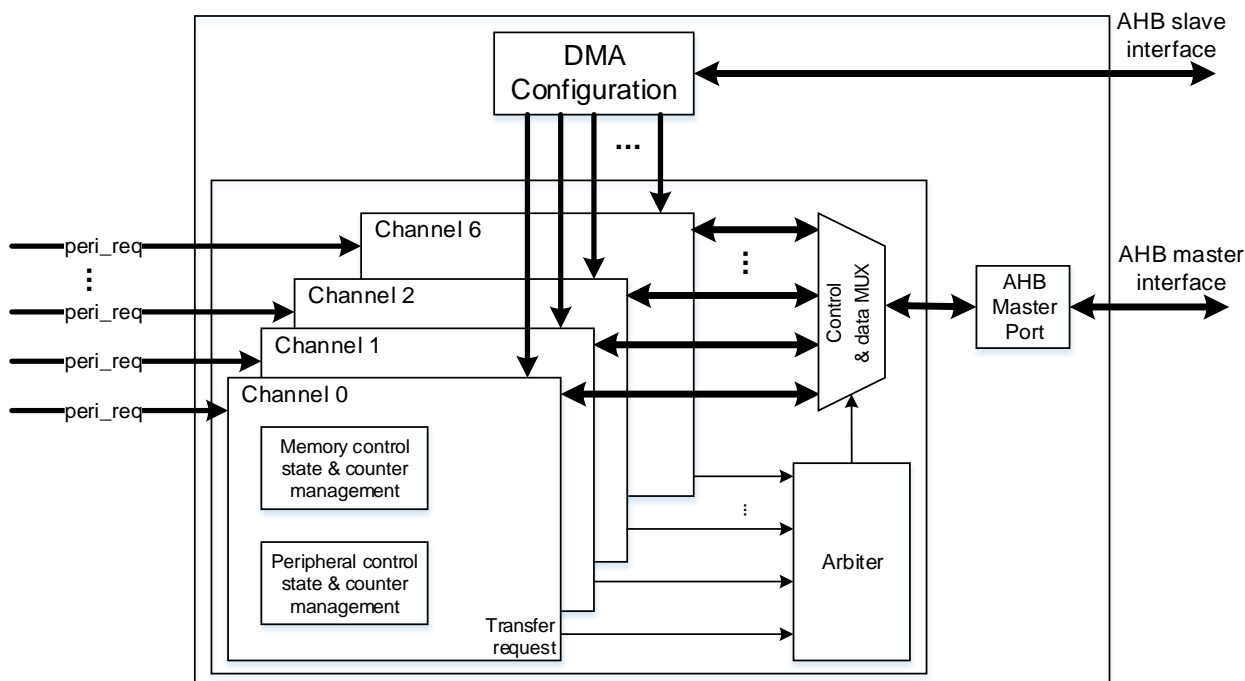 AHB slave
interface
DMA
Configuration
...
Channel 6
peri_req
...
...
Channel 2
peri_req
Channel 1
peri_req
Channel 0
peri_req
Control
& data MUX
AHB
Master
Port
AHB master
interface
Memory control
state & counter
management
...
Peripheral control
state & counter
management
Arbiter
Transfer
request